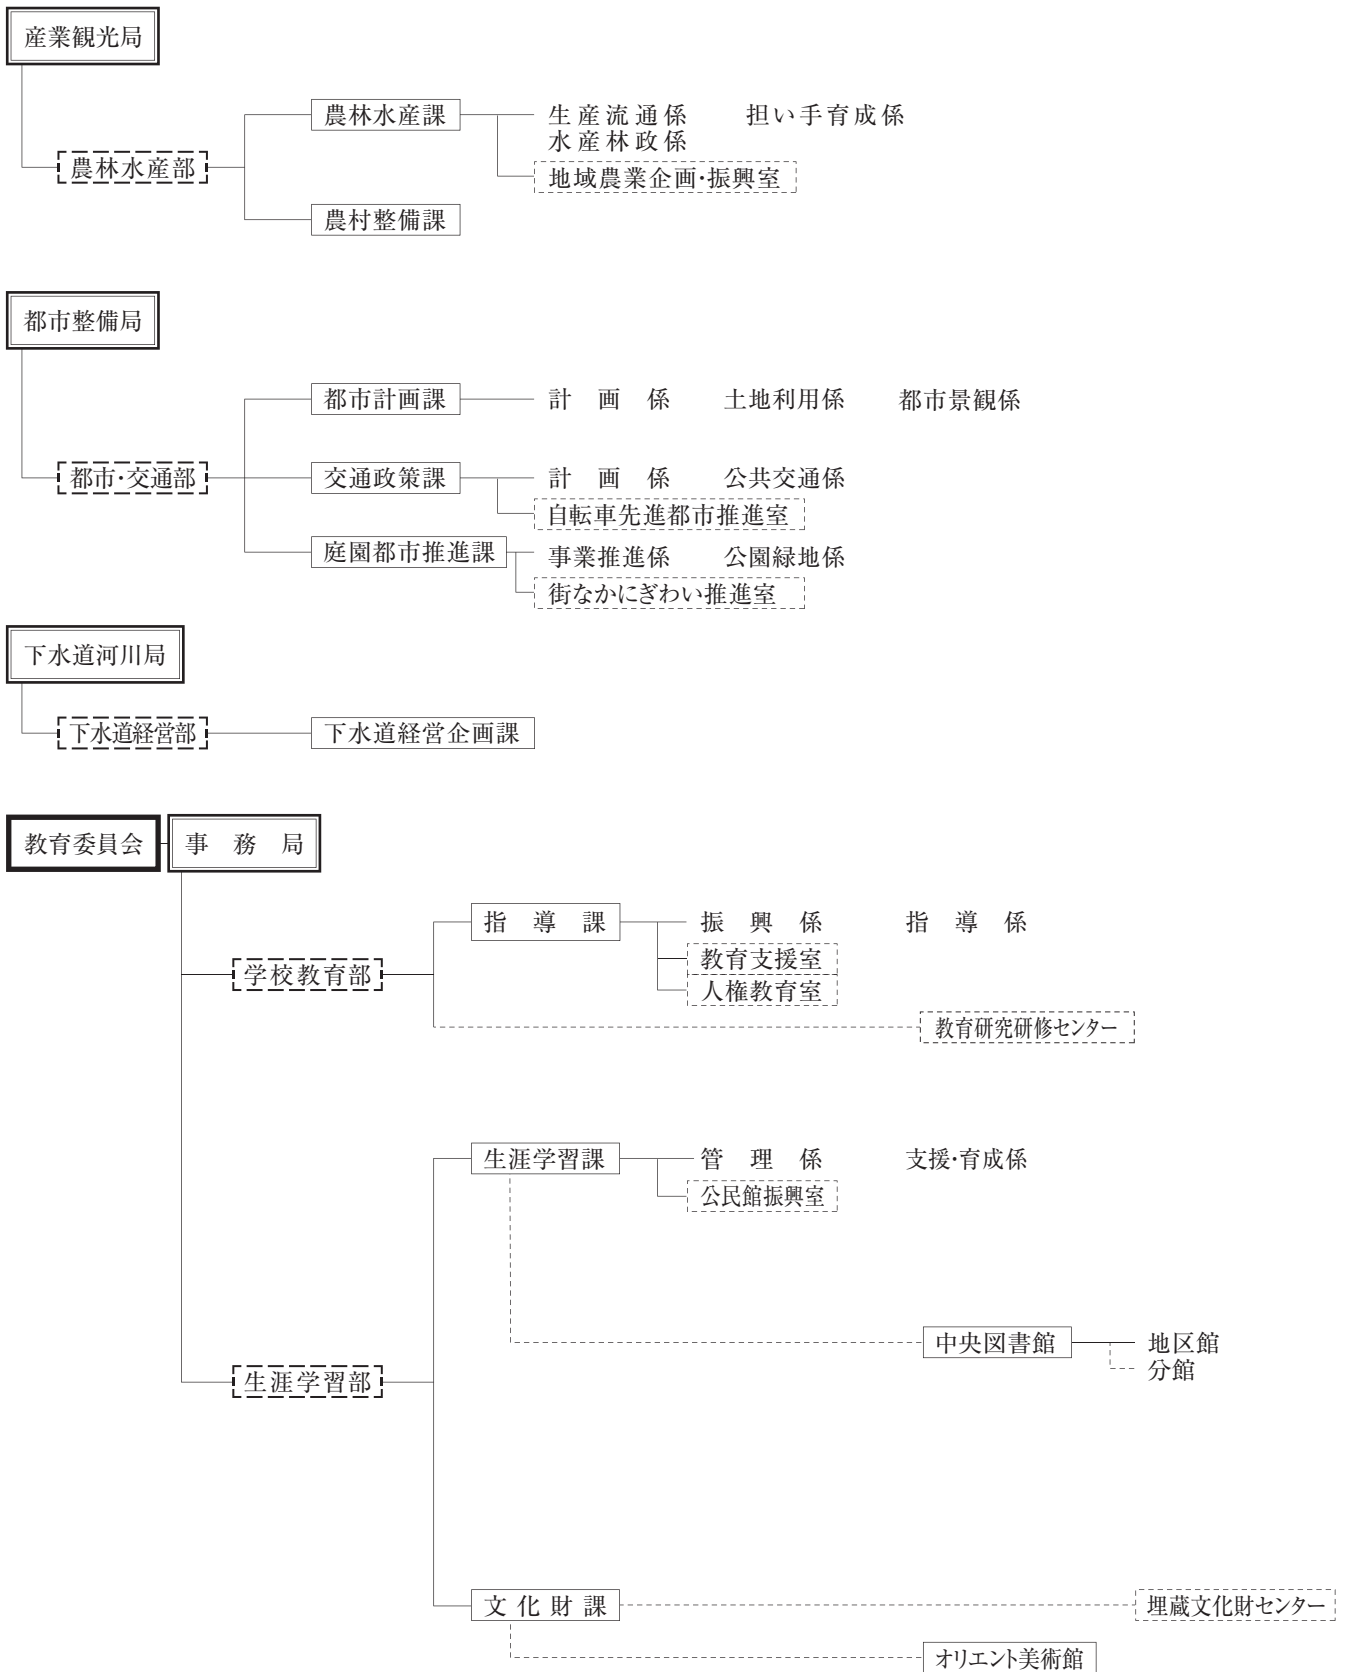 産業観光局
農林水産課 生産流通係 担い手育成係
水産林政係
農林水産部 地域農業企画・振興室
農村整備課
都市整備局
都市計画課 計画係 土地利用係 都市景観係
都市・交通部 交通政策課 計画係 公共交通係
自転車先進都市推進室
庭園都市推進課 事業推進係 公園緑地係
街なかにぎわい推進室
下水道河川局
下水道経営部 下水道経営企画課
教育委員会 事務局
指導課 振興係 指導係
教育支援室
学校教育部
人権教育室
教育研究研修センター
生涯学習課 管理係 支援・育成係
公民館振興室
中央図書館 地区館
分館
生涯学習部
文化財課 埋蔵文化財センター
オリエント美術館